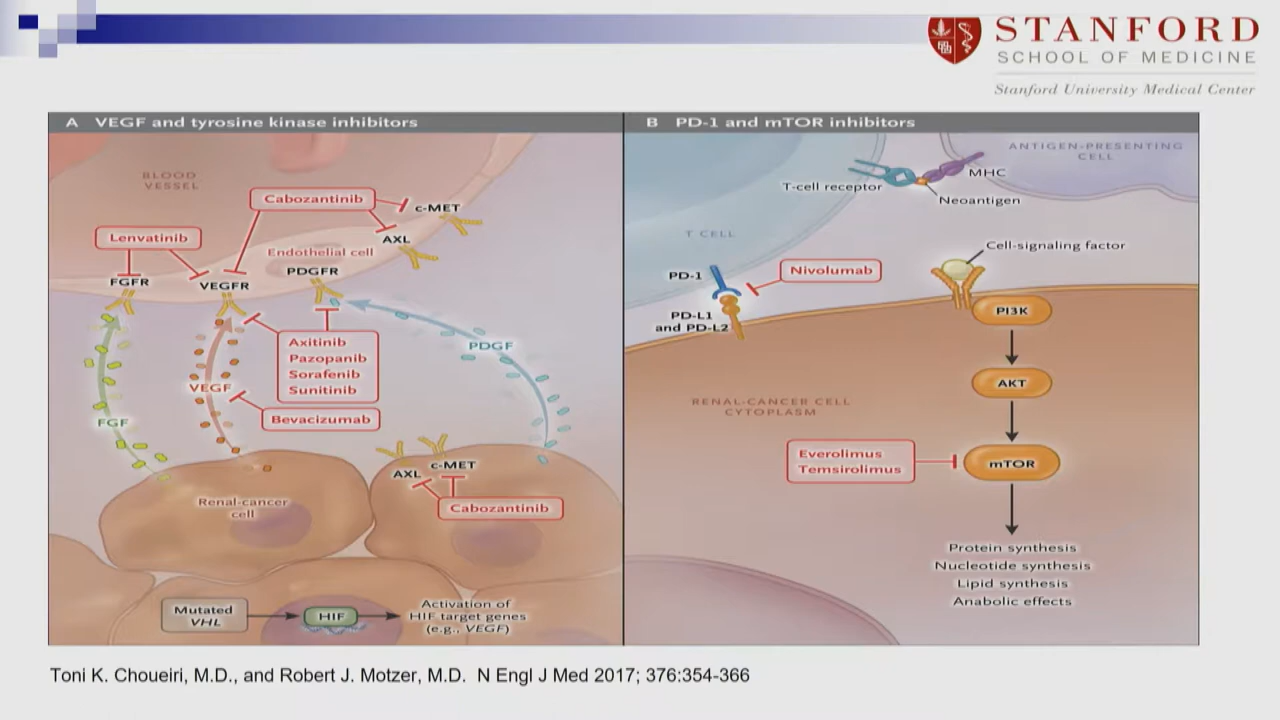 STANFORD
SCHOOL OF MEDICINE
Stanford University Medical Center
A VEGF and tyrosine kinase inhibitors
BLOOD
VESSEL
Cabozantinib
c-MET
Lenvatinib
AXL
Endothelial cell
FGFR
VEGFR
PDGFR
Axitinib
Pazopanib
Sorafenib
Sunitinib
PDGF
VEGF
Bevacizumab
FGF
AXL
c-MET
Cabozantinib
Renal-cancer
cell
Mutated
VHL
HIF
Activation of
HIF target genes
(e.g., VEGF)
B PD-1 and mTOR inhibitors
ANTIGEN-PRESENTING
CELL
MHC
T-cell receptor
Neoantigen
T CELL
Cell-signaling factor
PD-1
Nivolumab
PD-L1
and PD-L2
PI3K
AKT
RENAL-CANCER CELL
CYTOPLASM
Everolimus
Temsirolimus
mTOR
Protein synthesis
Nucleotide synthesis
Lipid synthesis
Anabolic effects
Toni K. Choueiri, M.D., and Robert J. Motzer, M.D. N Engl J Med 2017; 376:354-366